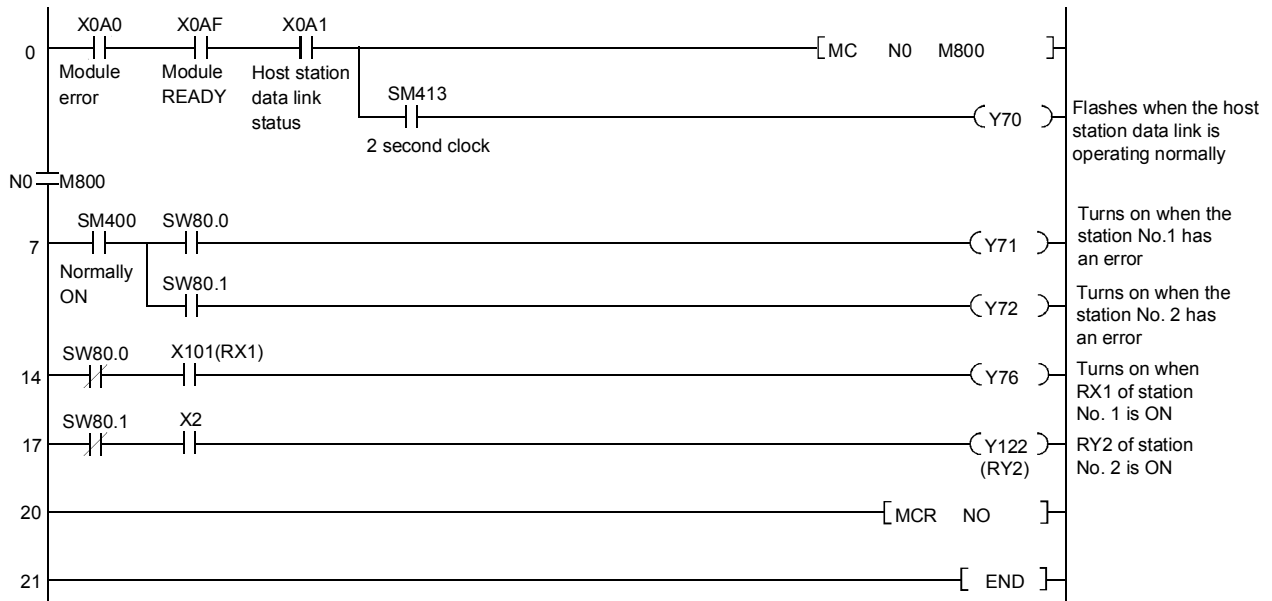 X0A0 X0AF X0A1
0 MC N0 M800
Module error
Module READY
Host station data link status
SM413
2 second clock
Y70
Flashes when the host
station data link is
operating normally
N0 M800
SM400 SW80.0
7 Y71
Normally ON
Turns on when the
station No.1 has
an error
SW80.1
Y72
Turns on when the
station No. 2 has
an error
SW80.0 X101(RX1)
14 Y76
Turns on when
RX1 of station
No. 1 is ON
SW80.1 X2
17 Y122
(RY2)
RY2 of station
No. 2 is ON
20 MCR NO
21 END